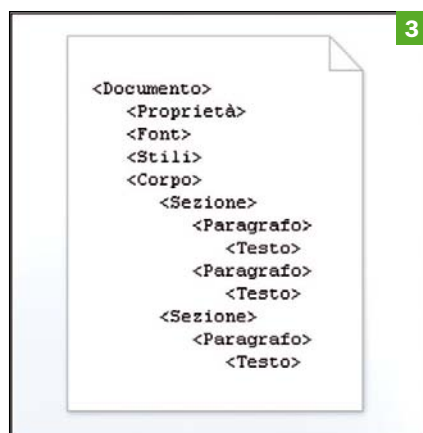 3
<Documento>
<Proprietà>
<Font>
<Stili>
<Corpo>
<Sezione>
<Paragrafo>
<Testo>
<Paragrafo>
<Testo>
<Sezione>
<Paragrafo>
<Testo>